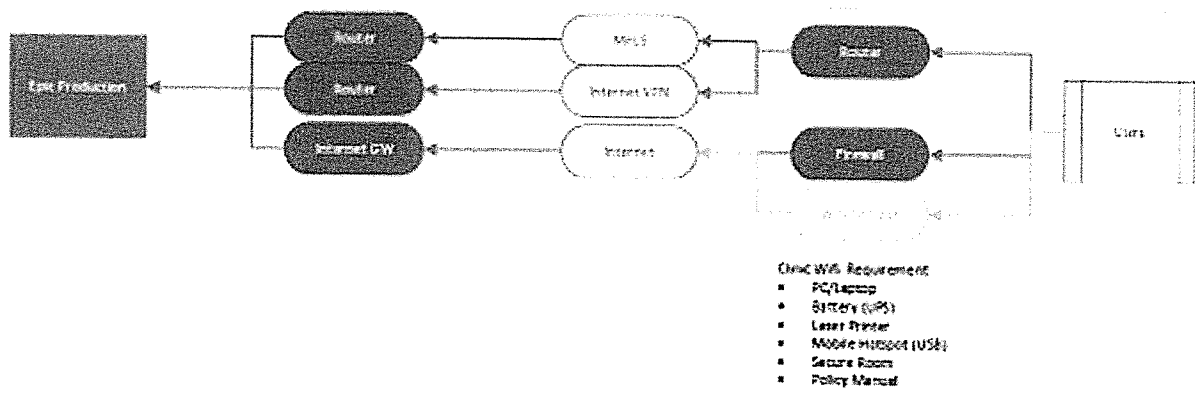 Router
MPLS
Router
Epic Production
Router
Internet VPN
Internet GW
Internet
Firewall
Clinic Wifi Requirement
▪ PC/Laptop
▪ Battery (UPS)
▪ Laser Printer
▪ Mobile Hotspot (USB)
▪ Secure Room
▪ Policy Manual